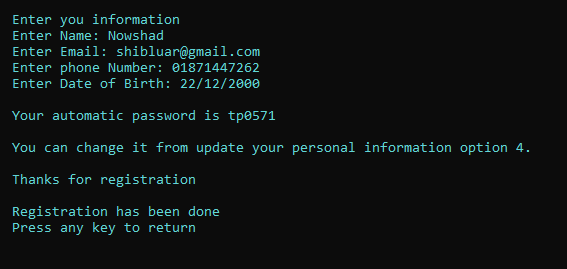 Enter you information
Enter Name: Nowshad
Enter Email: shibluar@gmail.com
Enter phone Number: 01871447262
Enter Date of Birth: 22/12/2000
Your automatic password is tp0571
You can change it from update your personal information option 4.
Thanks for registration
Registration has been done
Press any key to return